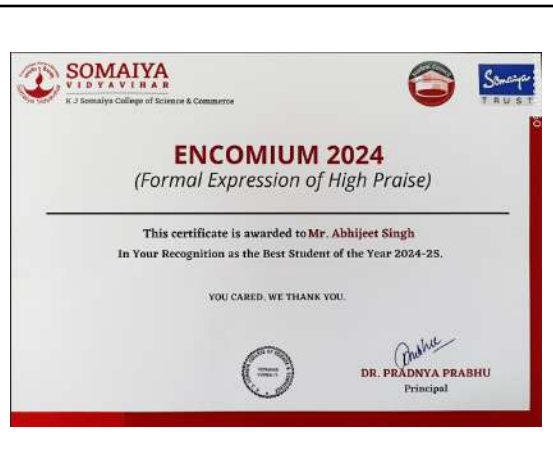 SOMAIYA
VIDYAVIHAR
K J Somaiya College of Science & Commerce
Somaiya
TRUST
ENCOMIUM 2024
(Formal Expression of High Praise)
This certificate is awarded to Mr. Abhijeet Singh
In Your Recognition as the Best Student of the Year 2024-25.
YOU CARED, WE THANK YOU.
DR. PRADNYA PRABHU
Principal